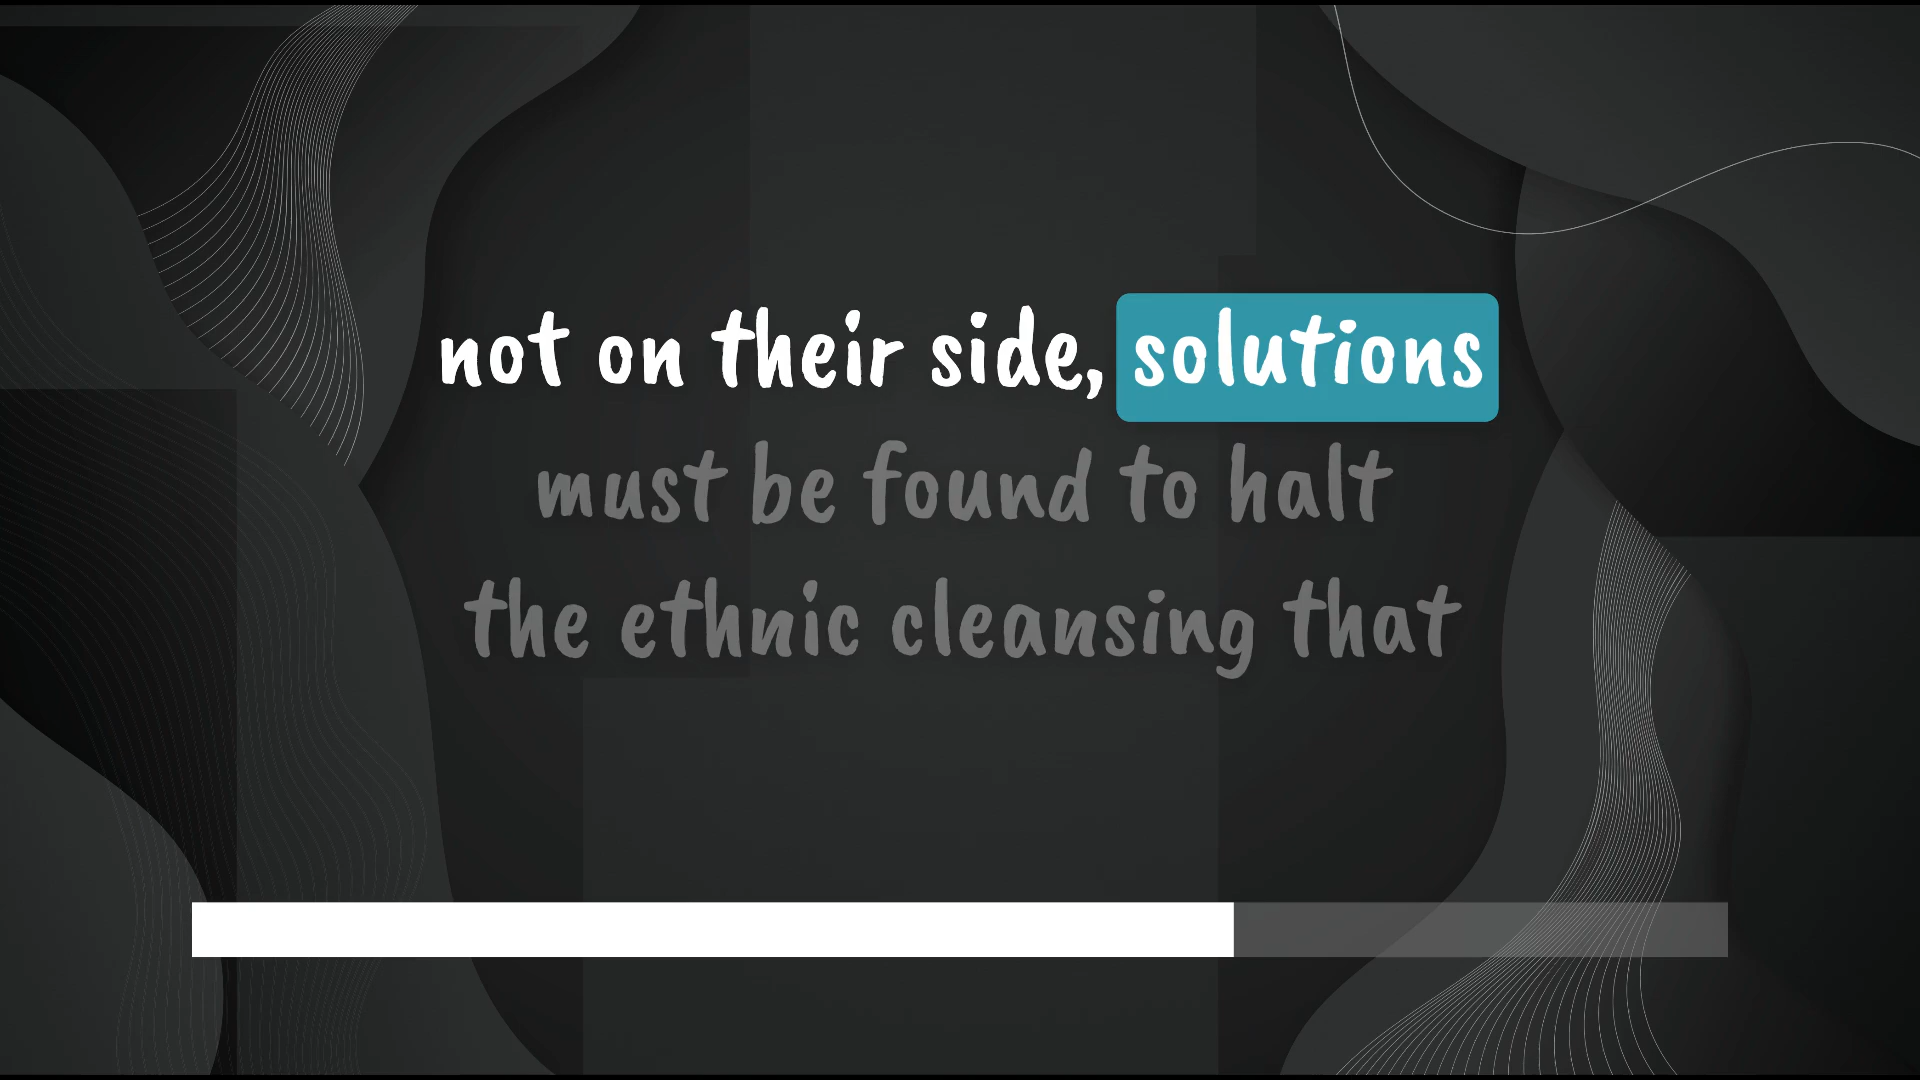 not on their side, solutions
must be found to halt
the ethnic cleansing that